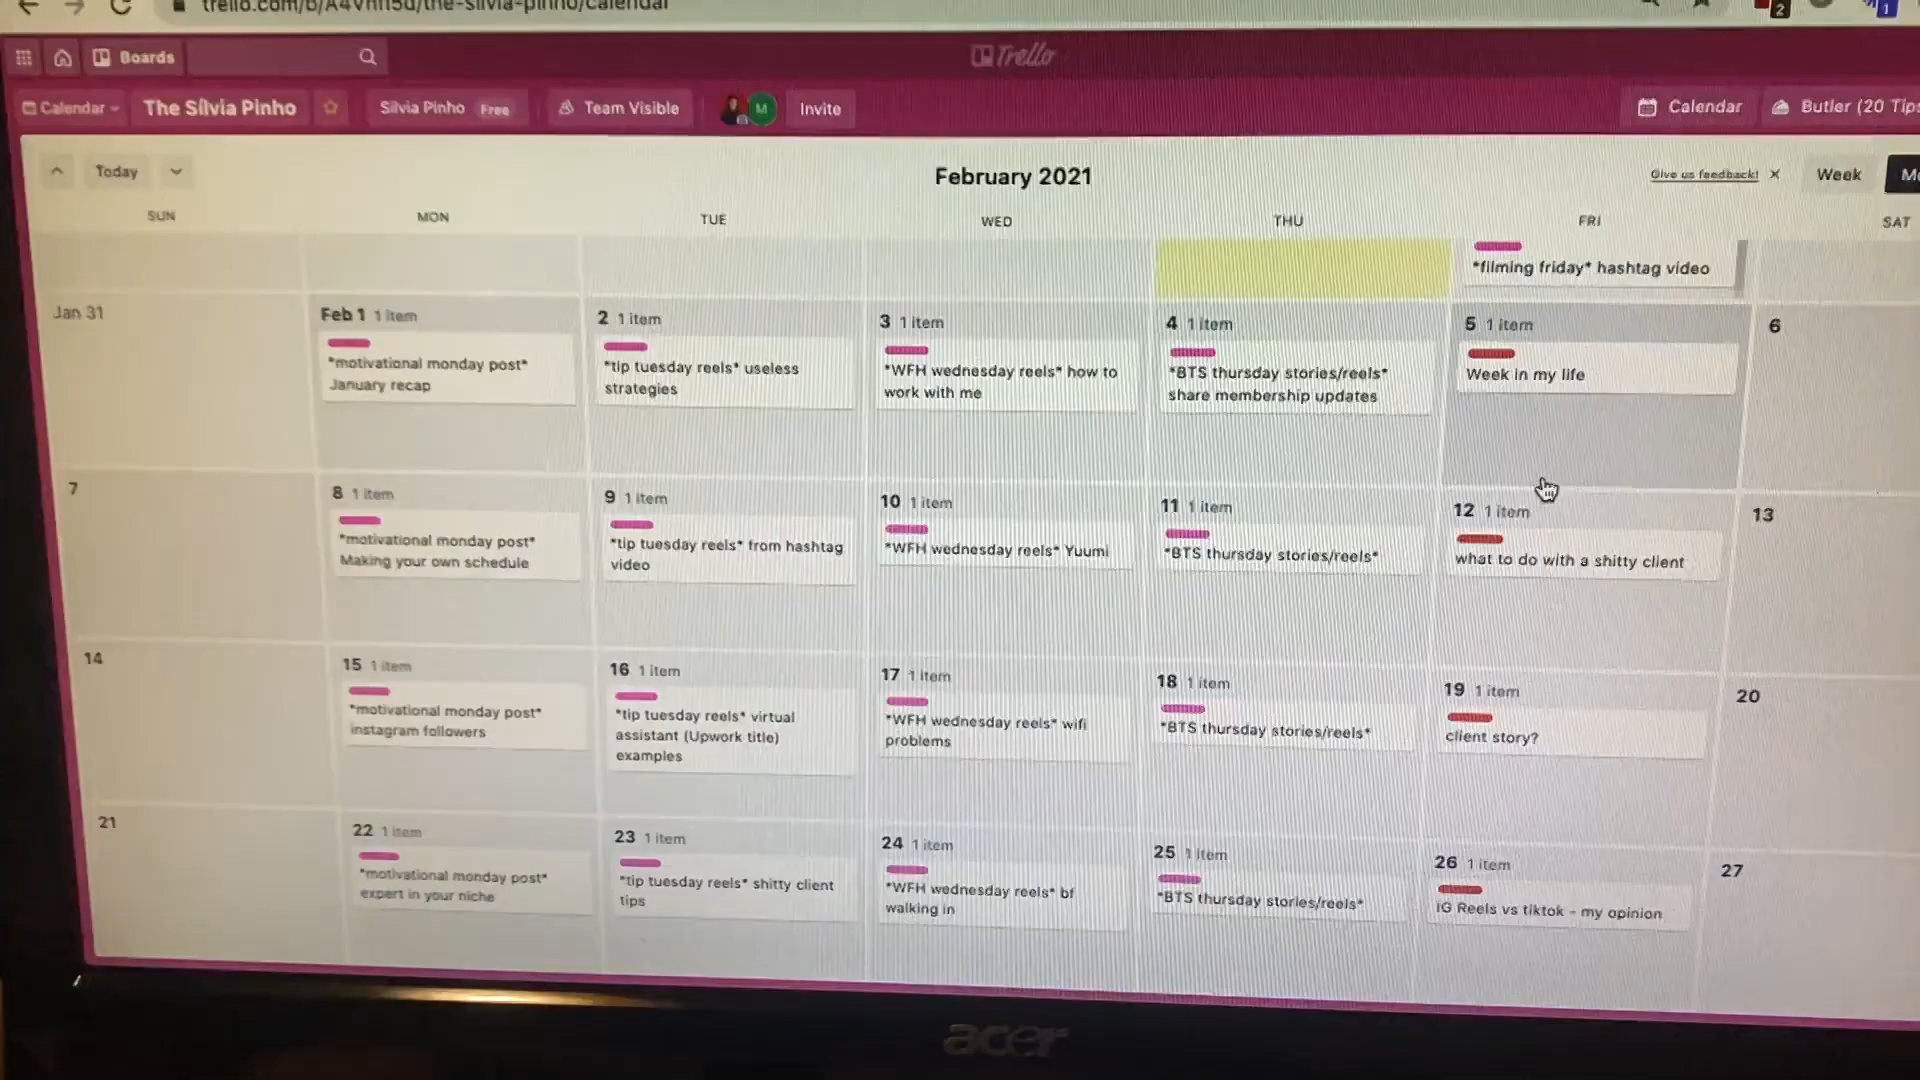 trello.com/b/A4Vhn5d/the-silvia-pinho/calendar
2
1
Boards
Trello
Calendar
The Sílvia Pinho
Silvia Pinho Free
Team Visible
M
Invite
Calendar
Butler (20 Tips
Today
February 2021
Give us feedback!
Week
SUN
MON
TUE
WED
THU
FRI
SAT
*filming friday* hashtag video
Jan 31
Feb 1 1 item
*motivational monday post*
January recap
2 1 item
*tip tuesday reels* useless
strategies
3 1 item
*WFH wednesday reels* how to
work with me
4 1 item
*BTS thursday stories/reels*
share membership updates
5 1 item
Week in my life
6
7
8 1 item
*motivational monday post*
Making your own schedule
9 1 item
*tip tuesday reels* from hashtag
video
10 1 item
*WFH wednesday reels* Yuumi
11 1 item
*BTS thursday stories/reels*
12 1 item
what to do with a shitty client
13
14
15 1 item
*motivational monday post*
instagram followers
16 1 item
*tip tuesday reels* virtual
assistant (Upwork title)
examples
17 1 item
*WFH wednesday reels* wifi
problems
18 1 item
*BTS thursday stories/reels*
19 1 item
client story?
20
21
22 1 item
*motivational monday post*
expert in your niche
23 1 item
*tip tuesday reels* shitty client
tips
24 1 item
*WFH wednesday reels* bf
walking in
25 1 item
*BTS thursday stories/reels*
26 1 item
IG Reels vs tiktok - my opinion
27
acer